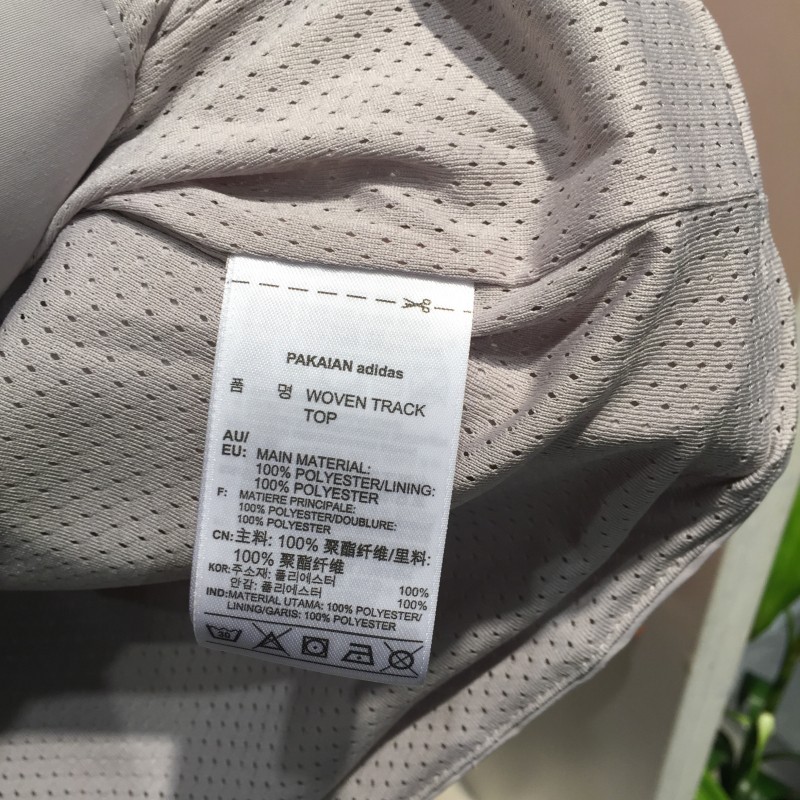 PAKAIAN adidas
품 명 WOVEN TRACK
TOP
AU/
EU: MAIN MATERIAL:
100% POLYESTER/LINING:
100% POLYESTER
F: MATIERE PRINCIPALE:
100% POLYESTER/DOUBLURE:
100% POLYESTER
CN:主料: 100% 聚酯纤维/里料:
100% 聚酯纤维
KOR:주소재: 폴리에스터 100%
안감: 폴리에스터 100%
IND:MATERIAL UTAMA: 100% POLYESTER/
LINING/GARIS: 100% POLYESTER
30